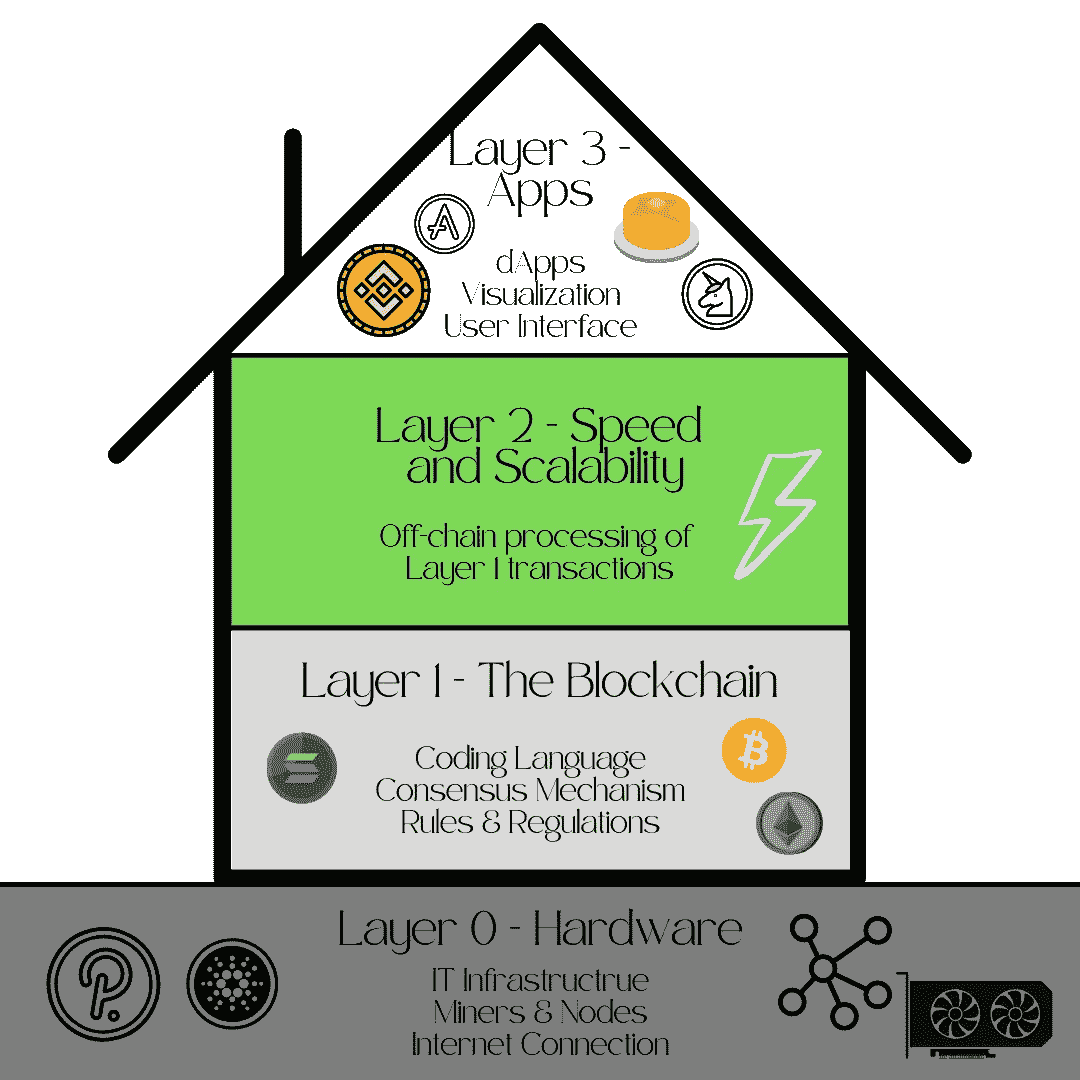 Layer 3 -
Apps
dApps
Visualization
User Interface
Layer 2 - Speed
and Scalability
Off-chain processing of
Layer 1 transactions
Layer 1 - The Blockchain
Coding Language
Consensus Mechanism
Rules & Regulations
Layer 0 - Hardware
IT Infrastructrue
Miners & Nodes
Internet Connection